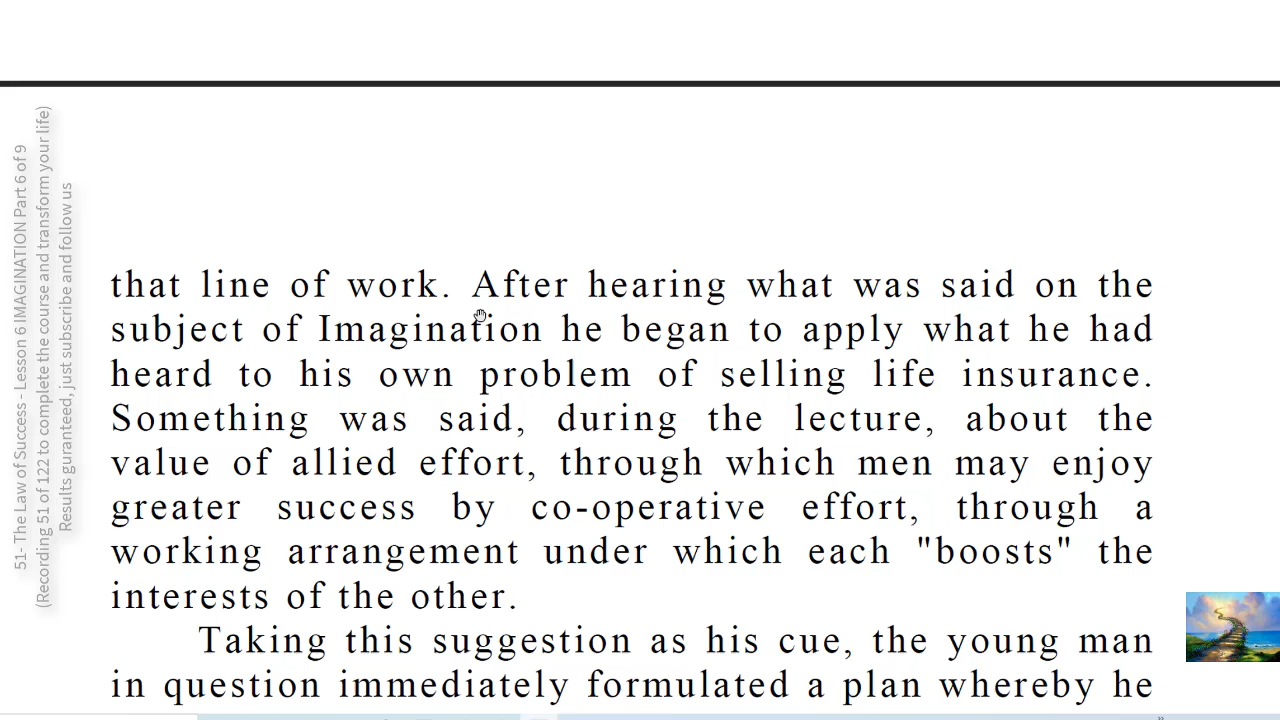 51- The Law of Success - Lesson 6 IMAGINATION Part 6 of 9
(Recording 51 of 122 to complete the course and transform your life)
Results guranteed, just subscribe and follow us
that line of work. After hearing what was said on the
subject of Imagination he began to apply what he had
heard to his own problem of selling life insurance.
Something was said, during the lecture, about the
value of allied effort, through which men may enjoy
greater success by co-operative effort, through a
working arrangement under which each "boosts" the
interests of the other.
Taking this suggestion as his cue, the young man
in question immediately formulated a plan whereby he